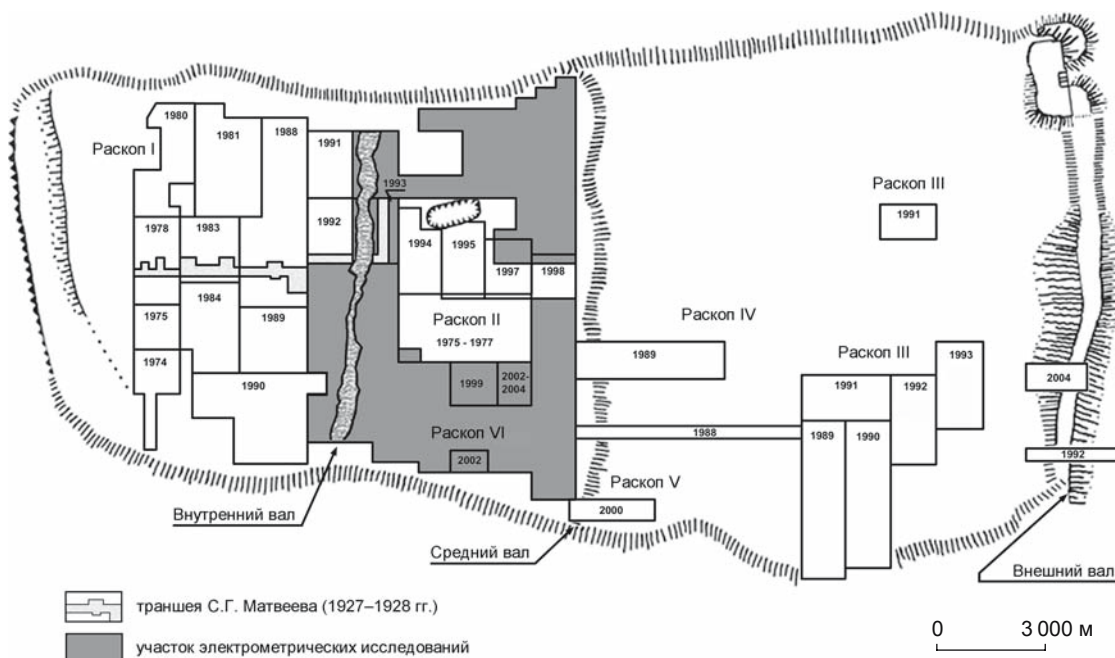 1980
1981
1988
Раскоп I
1991
1993
Раскоп III
1991
1978
1983
1992
1994
1995
1997
1998
1975
1984
1989
Раскоп II
1975 - 1977
Раскоп IV
1989
Раскоп III
1993
1974
1990
1999
2002-
2004
1991
1992
2004
Раскоп VI
1988
1989
1990
2002
1992
Раскоп V
2000
Внутренний вал
Средний вал
Внешний вал
траншея С.Г. Матвеева (1927–1928 гг.)
участок электрометрических исследований
0 3 000 м